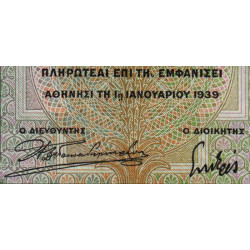 ΠΛΗΡΩΤΕΑΙ ΕΠΙ ΤΗ. ΕΜΦΑΝΙΣΕΙ
ΑΘΗΝΗΣΙ ΤΗ 1η ΙΑΝΟΥΑΡΙΟΥ 1939
Ο ΔΙΕΥΘΥΝΤΗΣ
Ο ΔΙΟΙΚΗΤΗΣ